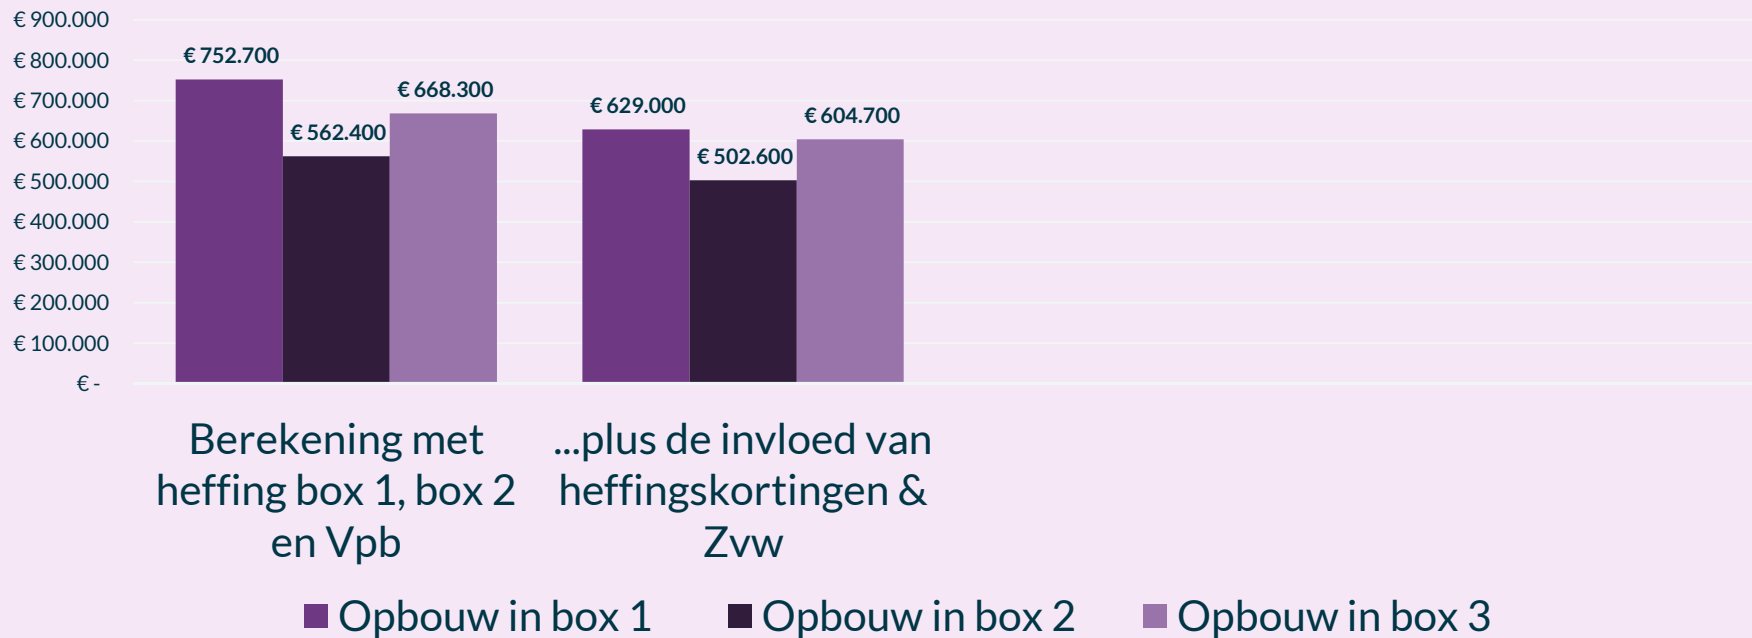 € 900.000
€ 800.000
€ 700.000
€ 600.000
€ 500.000
€ 400.000
€ 300.000
€ 200.000
€ 100.000
€ -
€ 752.700
€ 562.400
€ 668.300
€ 629.000
€ 502.600
€ 604.700
Berekening met
heffing box 1, box 2
en Vpb
...plus de invloed van
heffingskortingen &
Zvw
Opbouw in box 1
Opbouw in box 2
Opbouw in box 3